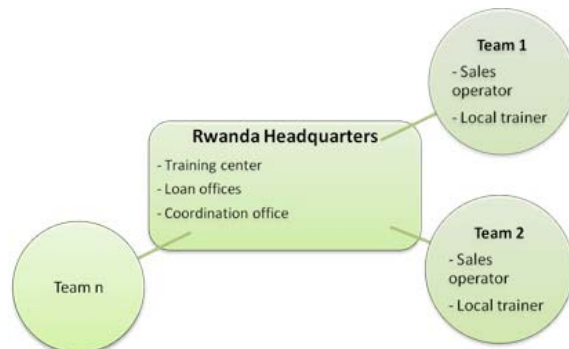 Team 1
- Sales
operator
- Local trainer
Rwanda Headquarters
- Training center
- Loan offices
- Coordination office
Team 2
- Sales
operator
- Local trainer
Team n